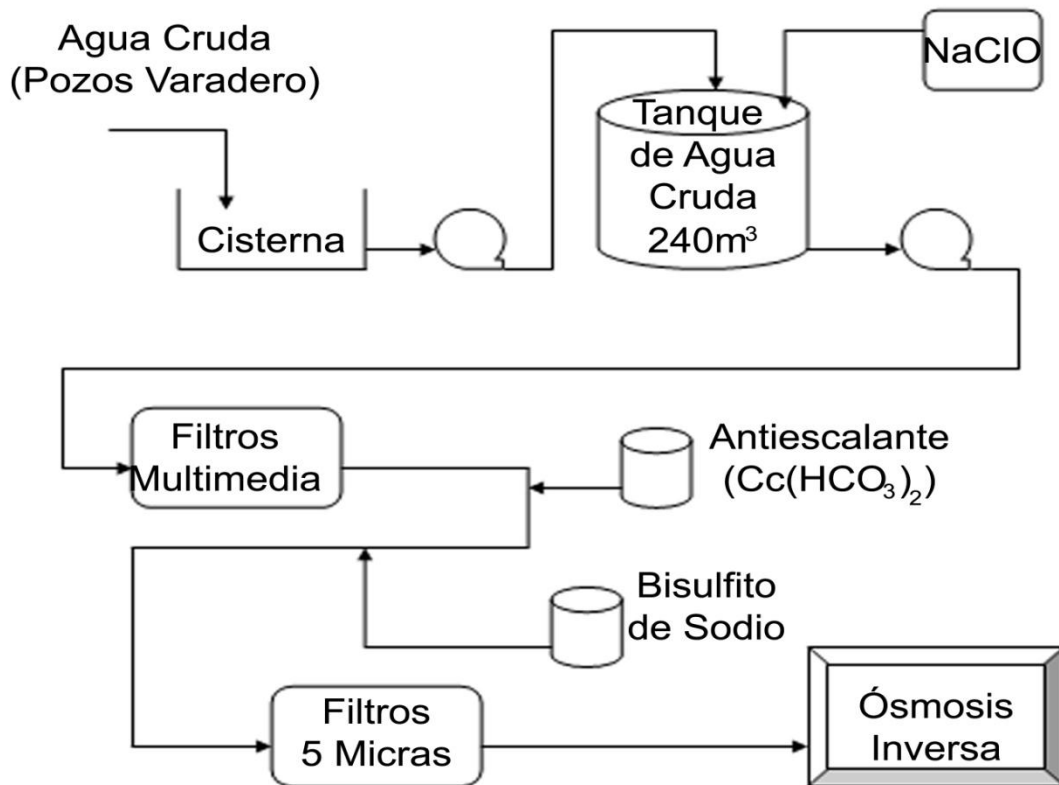 Agua Cruda
(Pozos Varadero)
NaClO
Tanque
de Agua
Cruda
240m³
Cisterna
Filtros
Multimedia
Antiescalante
(Cc(HCO₃)₂)
Bisulfito
de Sodio
Filtros
5 Micras
Ósmosis
Inversa